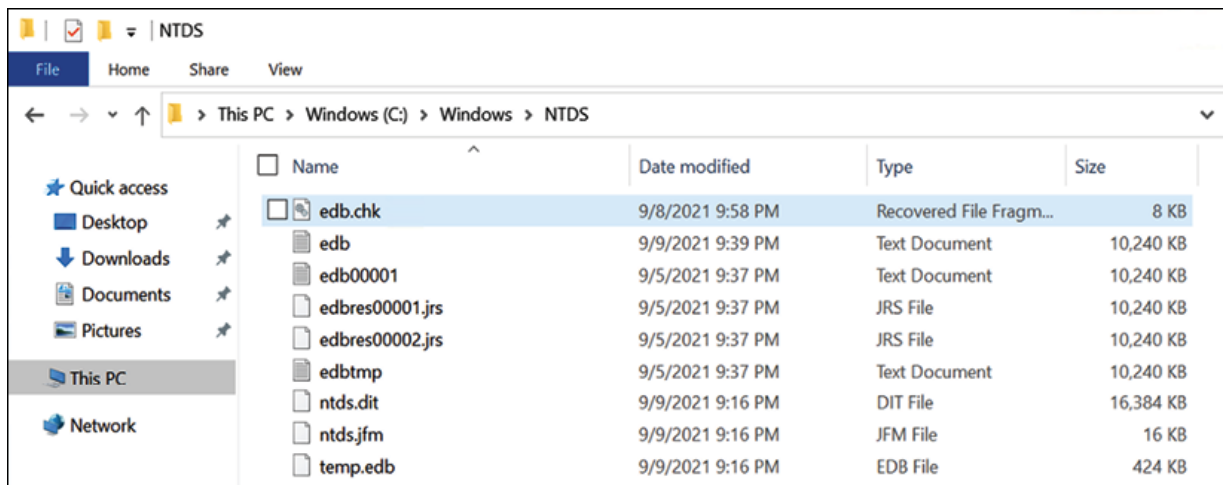 NTDS
File Home Share View
This PC > Windows (C:) > Windows > NTDS
Name Date modified Type Size
Quick access
Desktop
Downloads
Documents
Pictures
This PC
Network
edb.chk 9/8/2021 9:58 PM Recovered File Fragm... 8 KB
edb 9/9/2021 9:39 PM Text Document 10,240 KB
edb00001 9/5/2021 9:37 PM Text Document 10,240 KB
edbres00001.jrs 9/5/2021 9:37 PM JRS File 10,240 KB
edbres00002.jrs 9/5/2021 9:37 PM JRS File 10,240 KB
edbtmp 9/5/2021 9:37 PM Text Document 10,240 KB
ntds.dit 9/9/2021 9:16 PM DIT File 16,384 KB
ntds.jfm 9/9/2021 9:16 PM JFM File 16 KB
temp.edb 9/9/2021 9:16 PM EDB File 424 KB